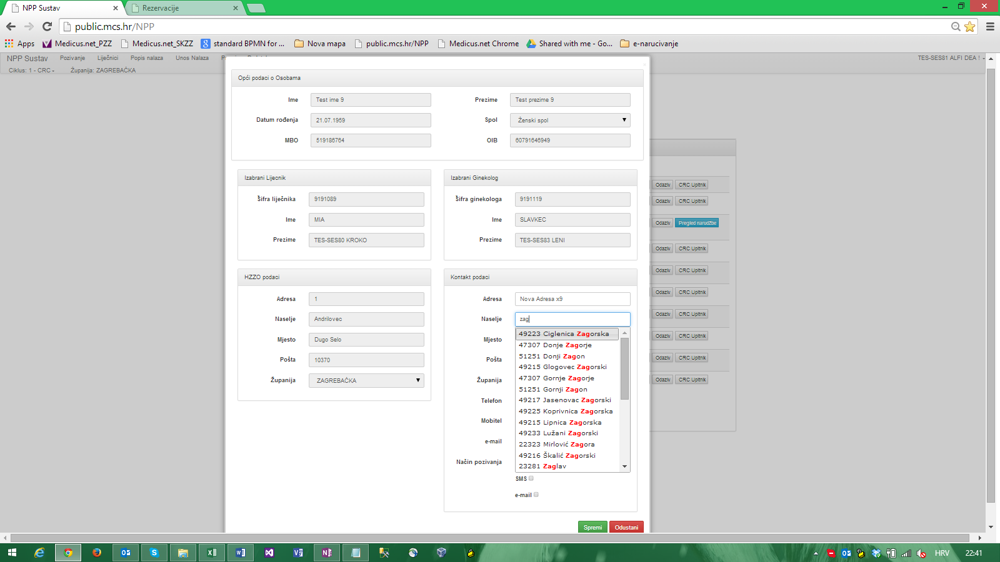 NPP Sustav
Rezervacije
public.mcs.hr/NPP
Apps
Medicus.net_PZZ
Medicus.net_SKZZ
standard BPMN for ...
Nova mapa
public.mcs.hr/NPP
Medicus.net Chrome
Shared with me - Go...
e-narucivanje
NPP Sustav
Pozivanje
Liječnici
Popis nalaza
Unos Nalaza
TES-SES81 ALFI DEA !
Ciklus: 1 - CRC
Županija: ZAGREBAČKA
Opći podaci o Osobama
Ime Test ime 9
Prezime Test prezime 9
Datum rođenja 21.07.1959
Spol Ženski spol
MBO 519186764
OIB 60791646949
Izabrani Lijecnik
Šifra liječnika 9191089
Ime MIA
Prezime TES-SES80 KROKO
Izabrani Ginekolog
Šifra ginekologa 9191119
Ime SLAVKEC
Prezime TES-SES83 LENI
HZZO podaci
Adresa 1
Naselje Andrilovec
Mjesto Dugo Selo
Pošta 10370
Županija ZAGREBAČKA
Kontakt podaci
Adresa Nova Adresa x9
Naselje zag
Mjesto
Pošta
Županija
Telefon
Mobitel
e-mail
Način pozivanja
49223 Ciglenica Zagorska
47307 Donje Zagorje
51251 Donji Zagon
49215 Glogovec Zagorski
47307 Gornje Zagorje
51251 Gornji Zagon
49217 Jasenovac Zagorski
49225 Koprivnica Zagorska
49215 Lipnica Zagorska
49233 Lužani Zagorski
22323 Mirlović Zagora
49216 Škalić Zagorski
23281 Zaglav
SMS
e-mail
Spremi
Odustani
Odaziv CRC Upitnik
Odaziv CRC Upitnik
Odaziv Pregled narudžbe
Odaziv CRC Upitnik
Odaziv CRC Upitnik
Odaziv CRC Upitnik
Odaziv CRC Upitnik
Odaziv CRC Upitnik
Odaziv CRC Upitnik
Odaziv CRC Upitnik
HRV
22:41